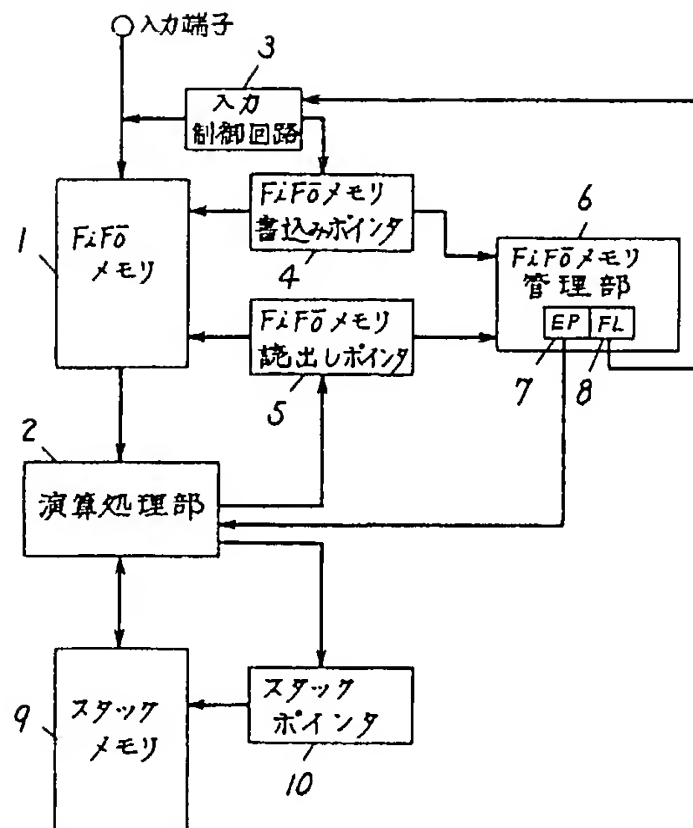 入力端子
3
入力
制御回路
1
FiFoメモリ
書込みポインタ
4
6
FiFo
メモリ
FiFoメモリ
管理部
EP
FL
7
8
FiFoメモリ
読出しポインタ
5
2
演算処理部
9
スタック
メモリ
スタック
ポインタ
10